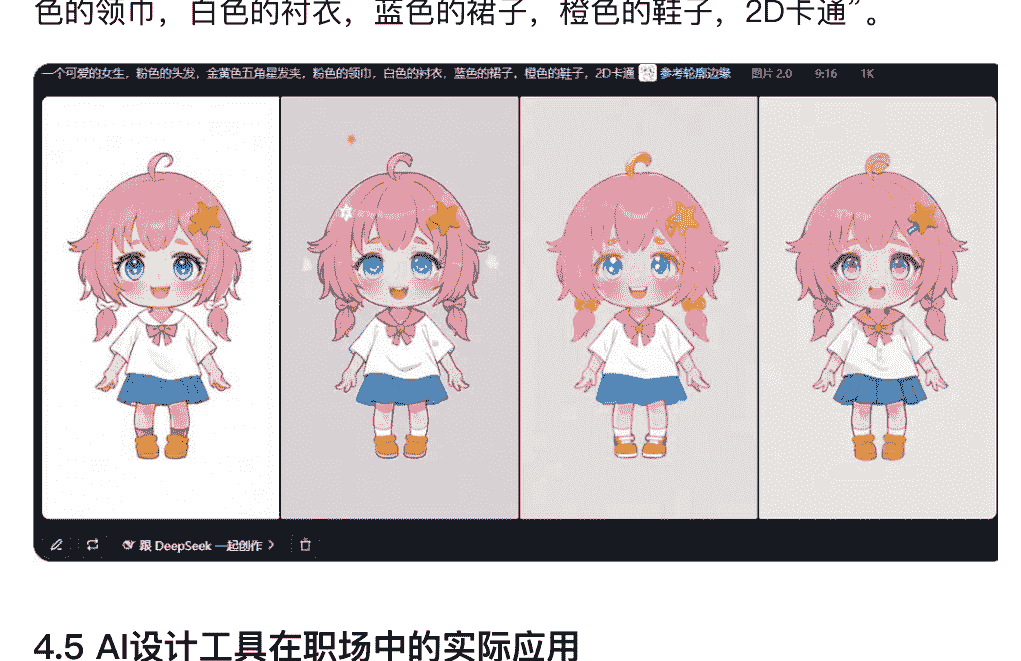 色的领巾，白色的衬衣，蓝色的裙子，橙色的鞋子，2D卡通”。
一个可爱的女生，粉色的头发，金黄色五角星发夹，粉色的领巾，白色的衬衣，蓝色的裙子，橙色的鞋子，2D卡通 参考轮廓边缘 图片 2.0 9:16 1K
跟 DeepSeek 一起创作
4.5 AI设计工具在职场中的实际应用